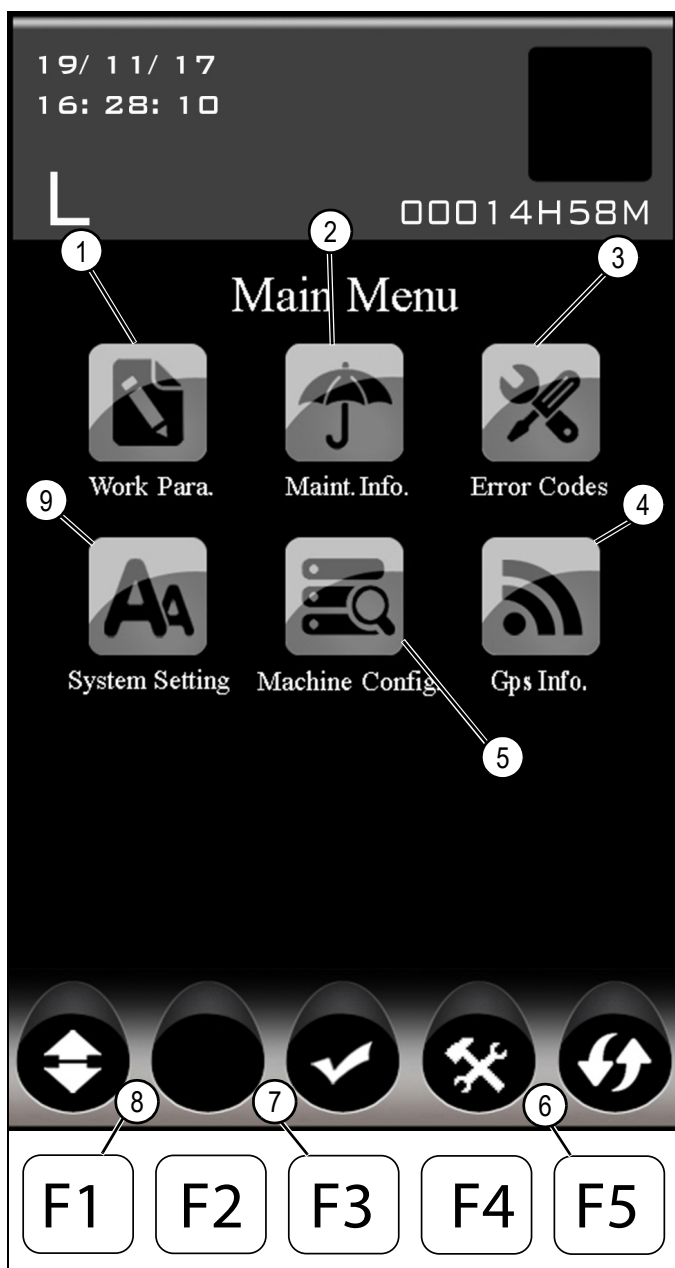 19/ 11/ 17
16: 28: 10
L
00014H58M
1
2
3
Main Menu
Work Para.
Maint. Info.
Error Codes
9
4
System Setting
Machine Config.
Gps Info.
5
8
7
6
F1
F2
F3
F4
F5